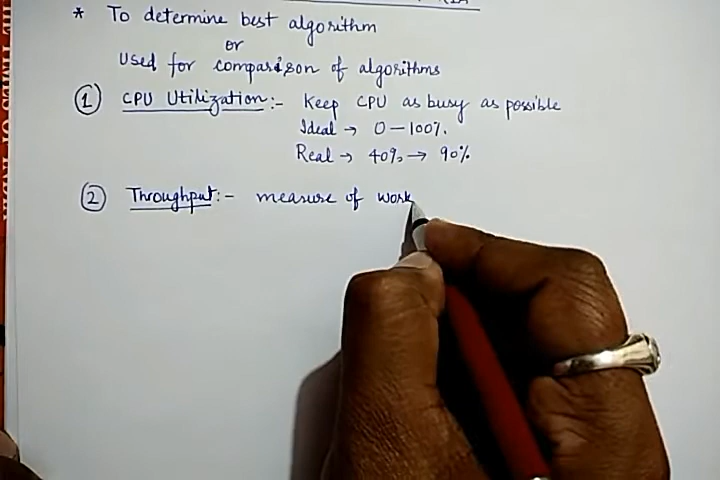 * To determine best algorithm
or
Used for comparison of algorithms
① CPU Utilization :- Keep CPU as busy as possible
Ideal → 0 – 100%.
Real → 40% → 90%
② Throughput :- measure of work